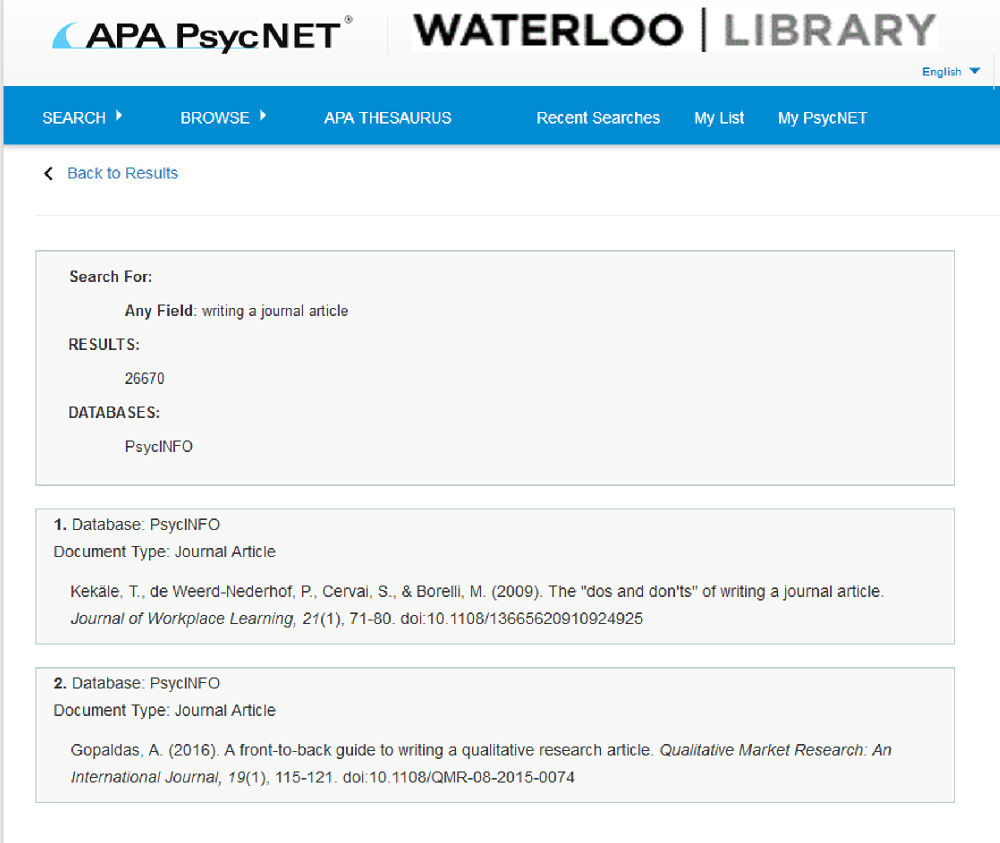 APA PsycNET® WATERLOO | LIBRARY
English
SEARCH BROWSE APA THESAURUS Recent Searches My List My PsycNET
Back to Results
Search For:
Any Field: writing a journal article
RESULTS:
26670
DATABASES:
PsycINFO
1. Database: PsycINFO
Document Type: Journal Article
Kekäle, T., de Weerd-Nederhof, P., Cervai, S., & Borelli, M. (2009). The "dos and don'ts" of writing a journal article.
Journal of Workplace Learning, 21(1), 71-80. doi:10.1108/13665620910924925
2. Database: PsycINFO
Document Type: Journal Article
Gopaldas, A. (2016). A front-to-back guide to writing a qualitative research article. Qualitative Market Research: An
International Journal, 19(1), 115-121. doi:10.1108/QMR-08-2015-0074